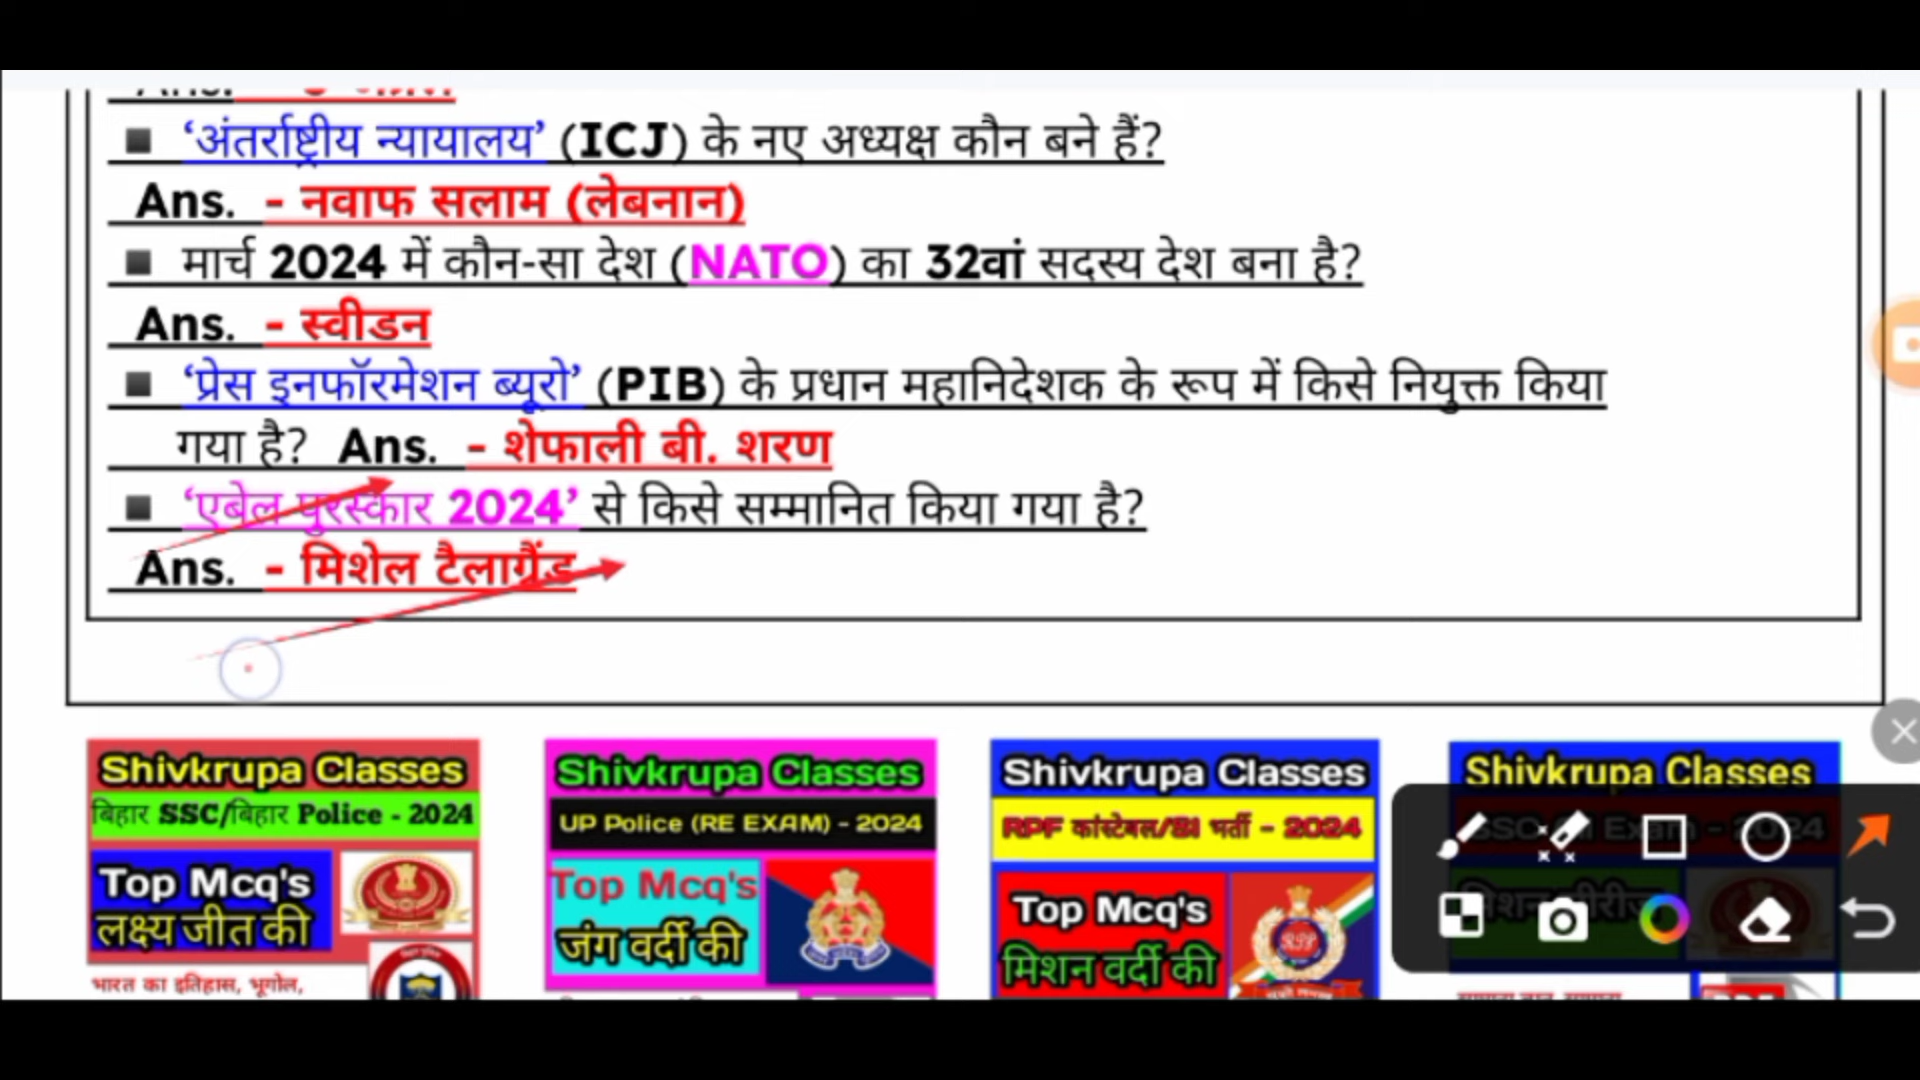 ■ ‘अंतर्राष्ट्रीय न्यायालय’ (ICJ) के नए अध्यक्ष कौन बने हैं?
Ans. - नवाफ सलाम (लेबनान)
■ मार्च 2024 में कौन-सा देश (NATO) का 32वां सदस्य देश बना है?
Ans. - स्वीडन
■ ‘प्रेस इनफॉरमेशन ब्यूरो’ (PIB) के प्रधान महानिदेशक के रूप में किसे नियुक्त किया
गया है? Ans. - शेफाली बी. शरण
■ ‘एबेल पुरस्कार 2024’ से किसे सम्मानित किया गया है?
Ans. - मिशेल टैलाग्रैंड
Shivkrupa Classes
बिहार SSC/बिहार Police - 2024
Top Mcq's
लक्ष्य जीत की
भारत का इतिहास, भूगोल,
Shivkrupa Classes
UP Police (RE EXAM) - 2024
Top Mcq's
जंग वर्दी की
Shivkrupa Classes
RPF कांस्टेबल/SI भर्ती - 2024
Top Mcq's
मिशन वर्दी की
Shivkrupa Classes
Exam - 2024
मिशन